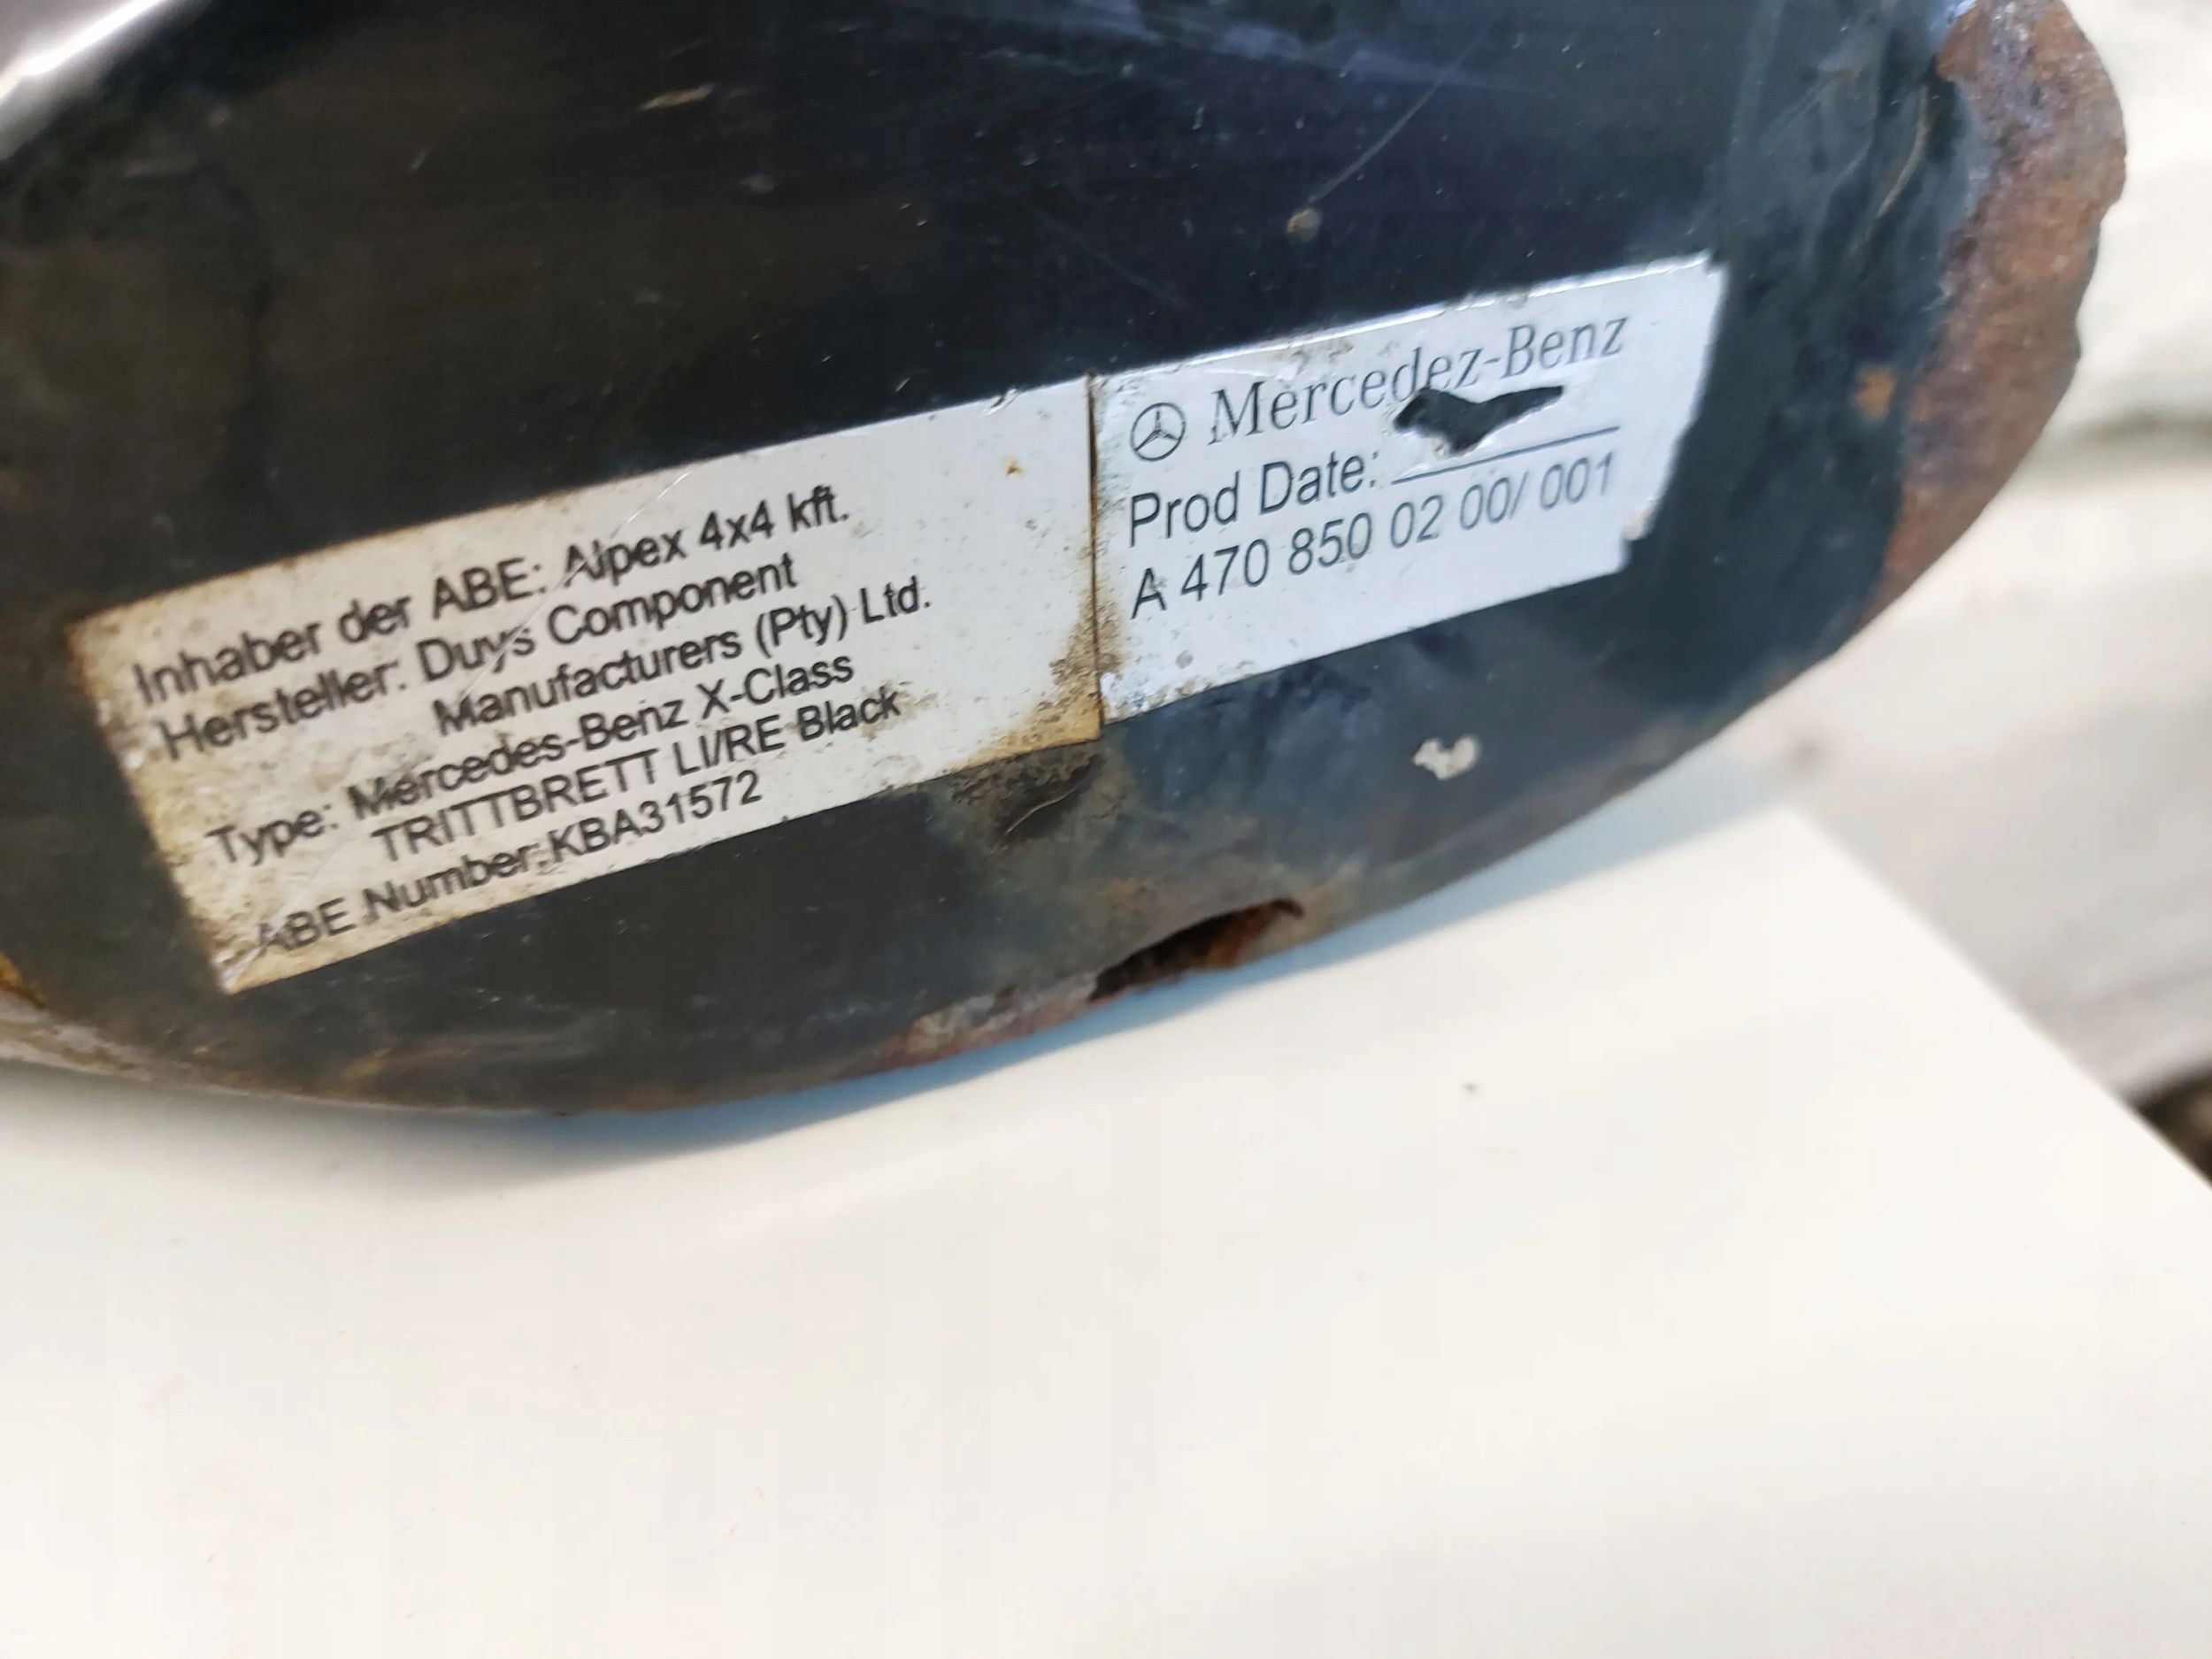 Inhaber der ABE: Alpex 4x4 kft.
Hersteller: Duys Component
Manufacturers (Pty) Ltd.
Type: Mercedes-Benz X-Class
TRITTBRETT LI/RE Black
ABE Number: KBA31572
Mercedez-Benz
Prod Date:
A 470 850 02 00/ 001